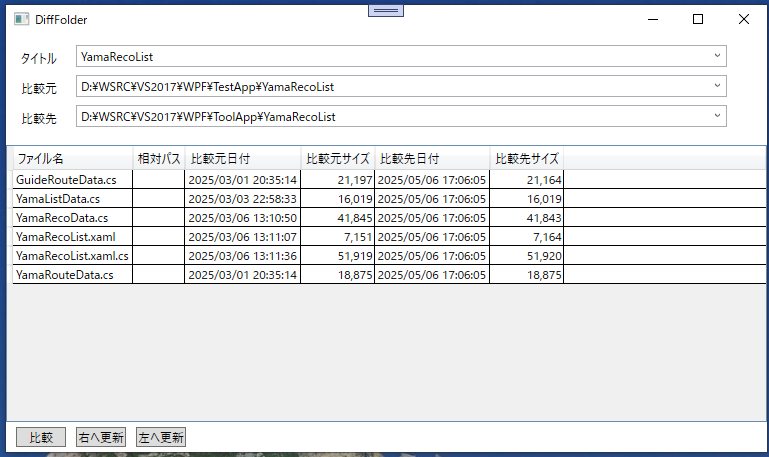 DiffFolder
タイトル YamaRecoList
比較元 D:¥WSRC¥VS2017¥WPF¥TestApp¥YamaRecoList
比較先 D:¥WSRC¥VS2017¥WPF¥ToolApp¥YamaRecoList
ファイル名 相対パス 比較元日付 比較元サイズ 比較先日付 比較先サイズ
GuideRouteData.cs 2025/03/01 20:35:14 21,197 2025/05/06 17:06:05 21,164
YamaListData.cs 2025/03/03 22:58:33 16,019 2025/05/06 17:06:05 16,019
YamaRecoData.cs 2025/03/06 13:10:50 41,845 2025/05/06 17:06:05 41,843
YamaRecoList.xaml 2025/03/06 13:11:07 7,151 2025/05/06 17:06:05 7,164
YamaRecoList.xaml.cs 2025/03/06 13:11:36 51,919 2025/05/06 17:06:05 51,920
YamaRouteData.cs 2025/03/01 20:35:14 18,875 2025/05/06 17:06:05 18,875
比較 右へ更新 左へ更新